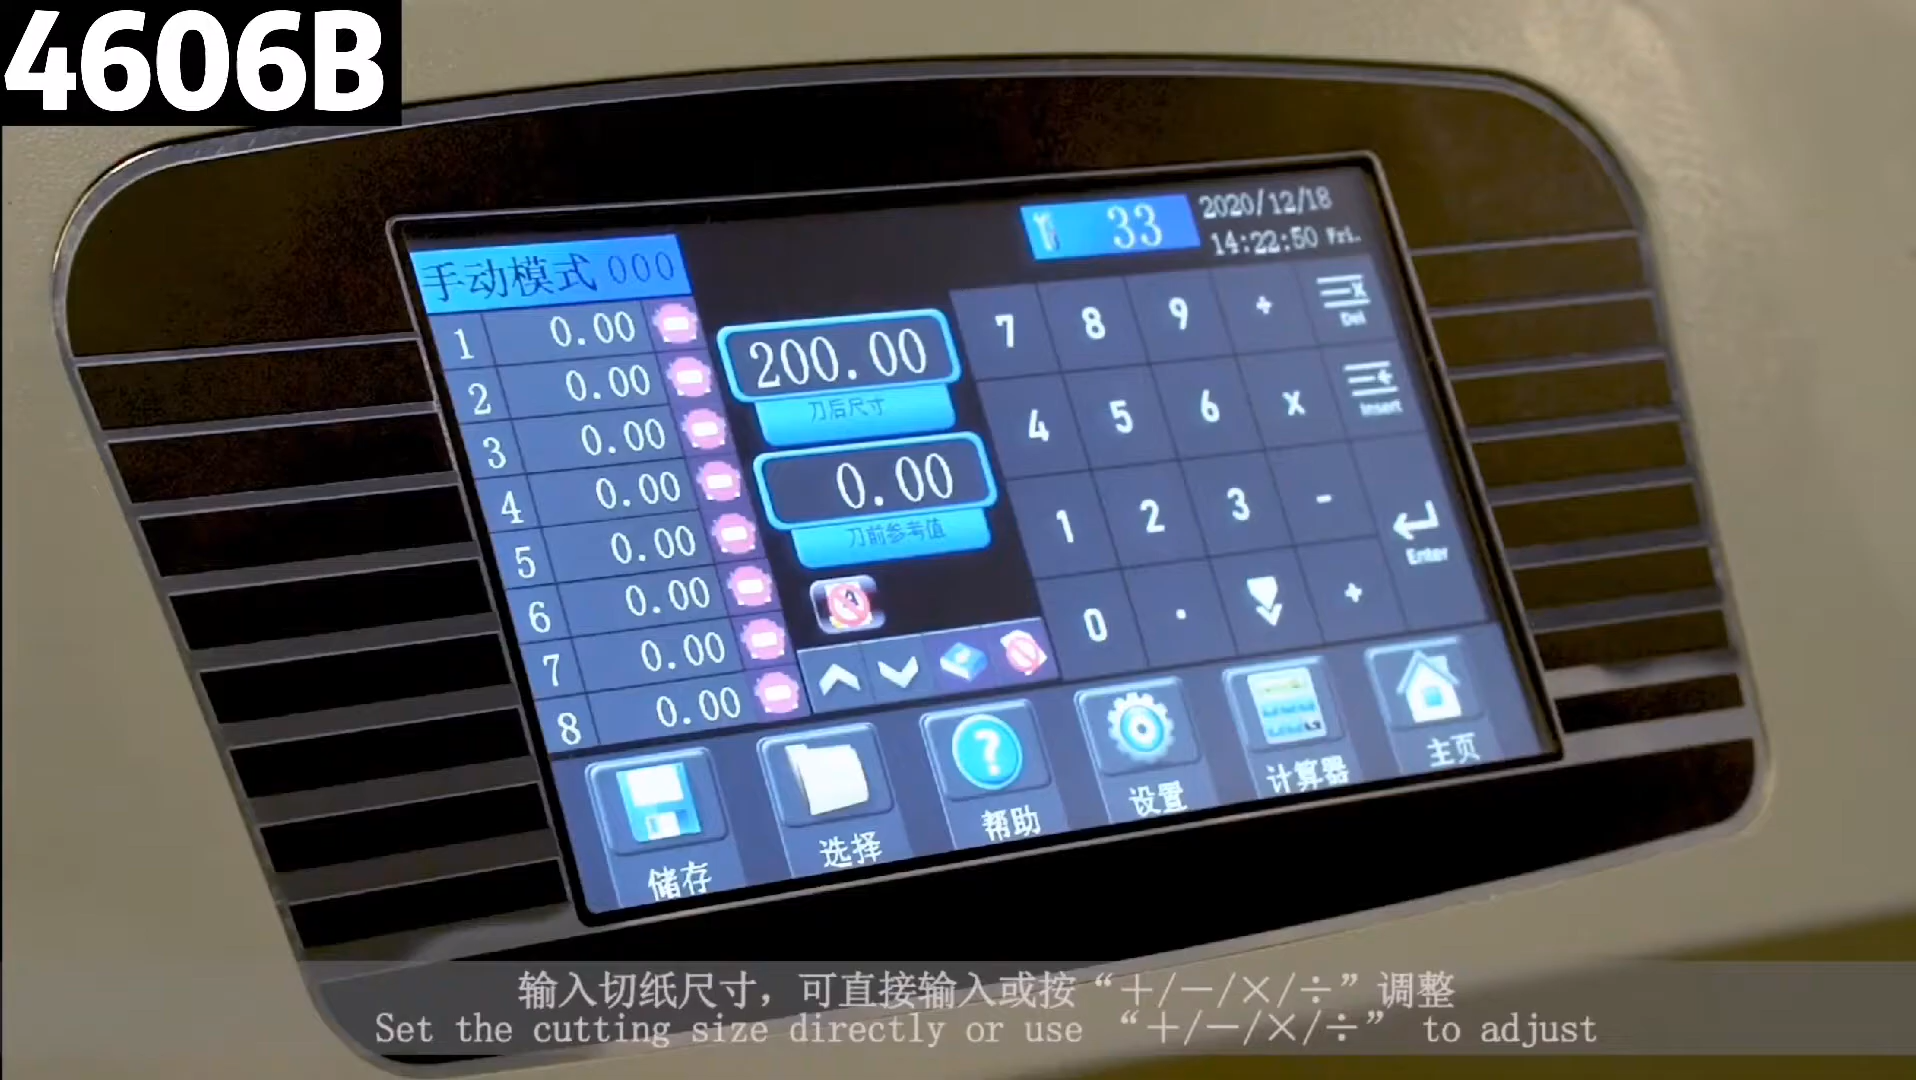 4606B
33
2020/12/18
14:22:50 Fri.
手动模式 000
1 0.00
2 0.00
3 0.00
4 0.00
5 0.00
6 0.00
7 0.00
8 0.00
200.00
刀后尺寸
0.00
刀前参考值
7 8 9 + Del
4 5 6 x Insert
1 2 3 -
0 . + Enter
储存 选择 帮助 设置 计算器 主页
输入切纸尺寸，可直接输入或按“＋/－/×/÷”调整
Set the cutting size directly or use “＋/－/×/÷” to adjust